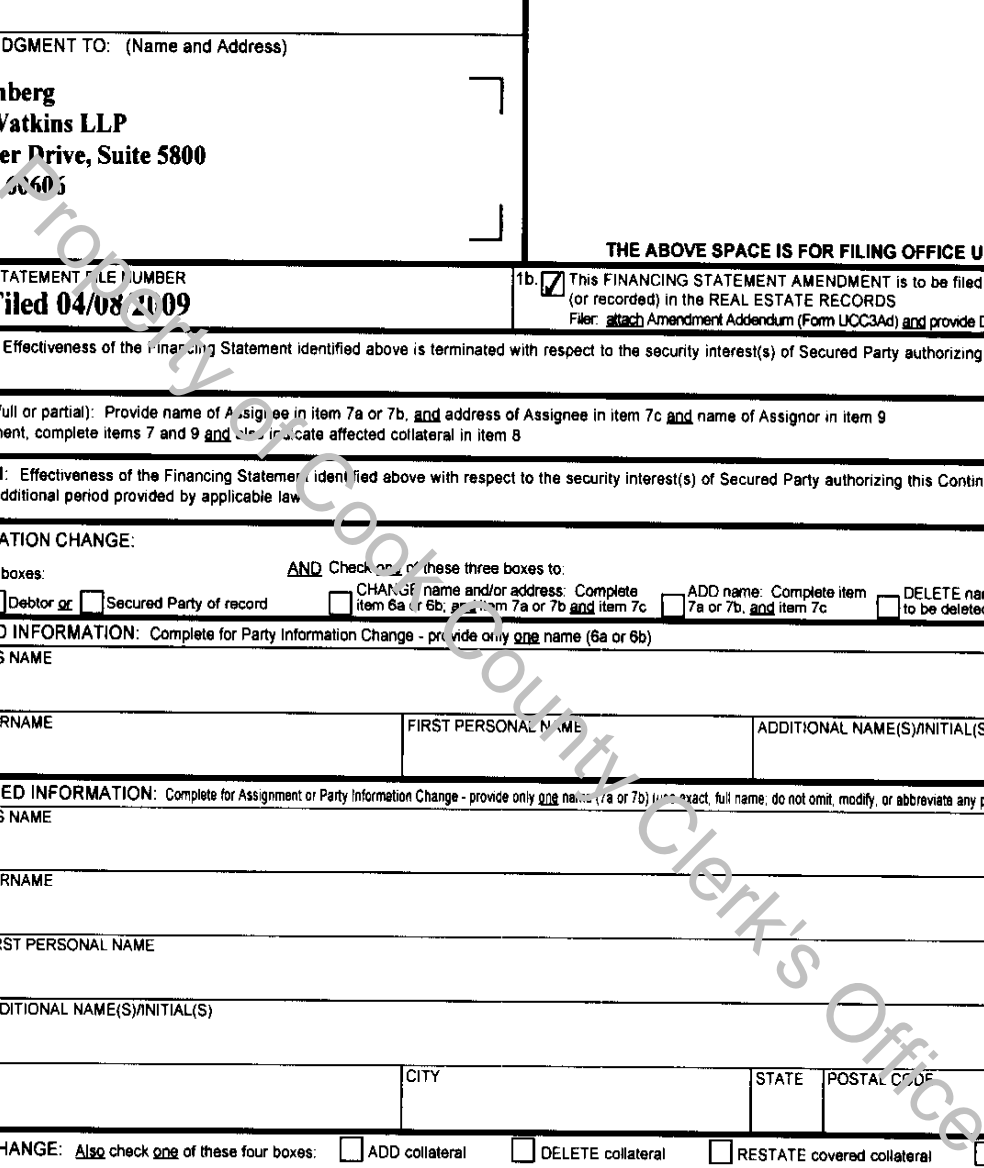 DGMENT TO: (Name and Address)
nberg
Vatkins LLP
er Drive, Suite 5800
60606
THE ABOVE SPACE IS FOR FILING OFFICE U
TATEMENT FILE NUMBER
Filed 04/08/2009
1b. This FINANCING STATEMENT AMENDMENT is to be filed
(or recorded) in the REAL ESTATE RECORDS
Filer: attach Amendment Addendum (Form UCC3Ad) and provide D
Effectiveness of the Financing Statement identified above is terminated with respect to the security interest(s) of Secured Party authorizing
full or partial): Provide name of Assignee in item 7a or 7b, and address of Assignee in item 7c and name of Assignor in item 9
nent, complete items 7 and 9 and also indicate affected collateral in item 8
: Effectiveness of the Financing Statement identified above with respect to the security interest(s) of Secured Party authorizing this Contin
dditional period provided by applicable law
ATION CHANGE:
boxes:
AND Check one of these three boxes to:
Debtor or Secured Party of record
CHANGE name and/or address: Complete
item 6a or 6b; and item 7a or 7b and item 7c
ADD name: Complete item
7a or 7b, and item 7c
DELETE nar
to be delete
D INFORMATION: Complete for Party Information Change - provide only one name (6a or 6b)
S NAME
RNAME
FIRST PERSONAL NAME
ADDITIONAL NAME(S)/INITIAL(S
ED INFORMATION: Complete for Assignment or Party Information Change - provide only one name (7a or 7b) (use exact, full name; do not omit, modify, or abbreviate any p
S NAME
RNAME
RST PERSONAL NAME
DITIONAL NAME(S)/INITIAL(S)
CITY
STATE
POSTAL CODE
HANGE: Also check one of these four boxes:
ADD collateral
DELETE collateral
RESTATE covered collateral
Property of Cook County Clerk's Office